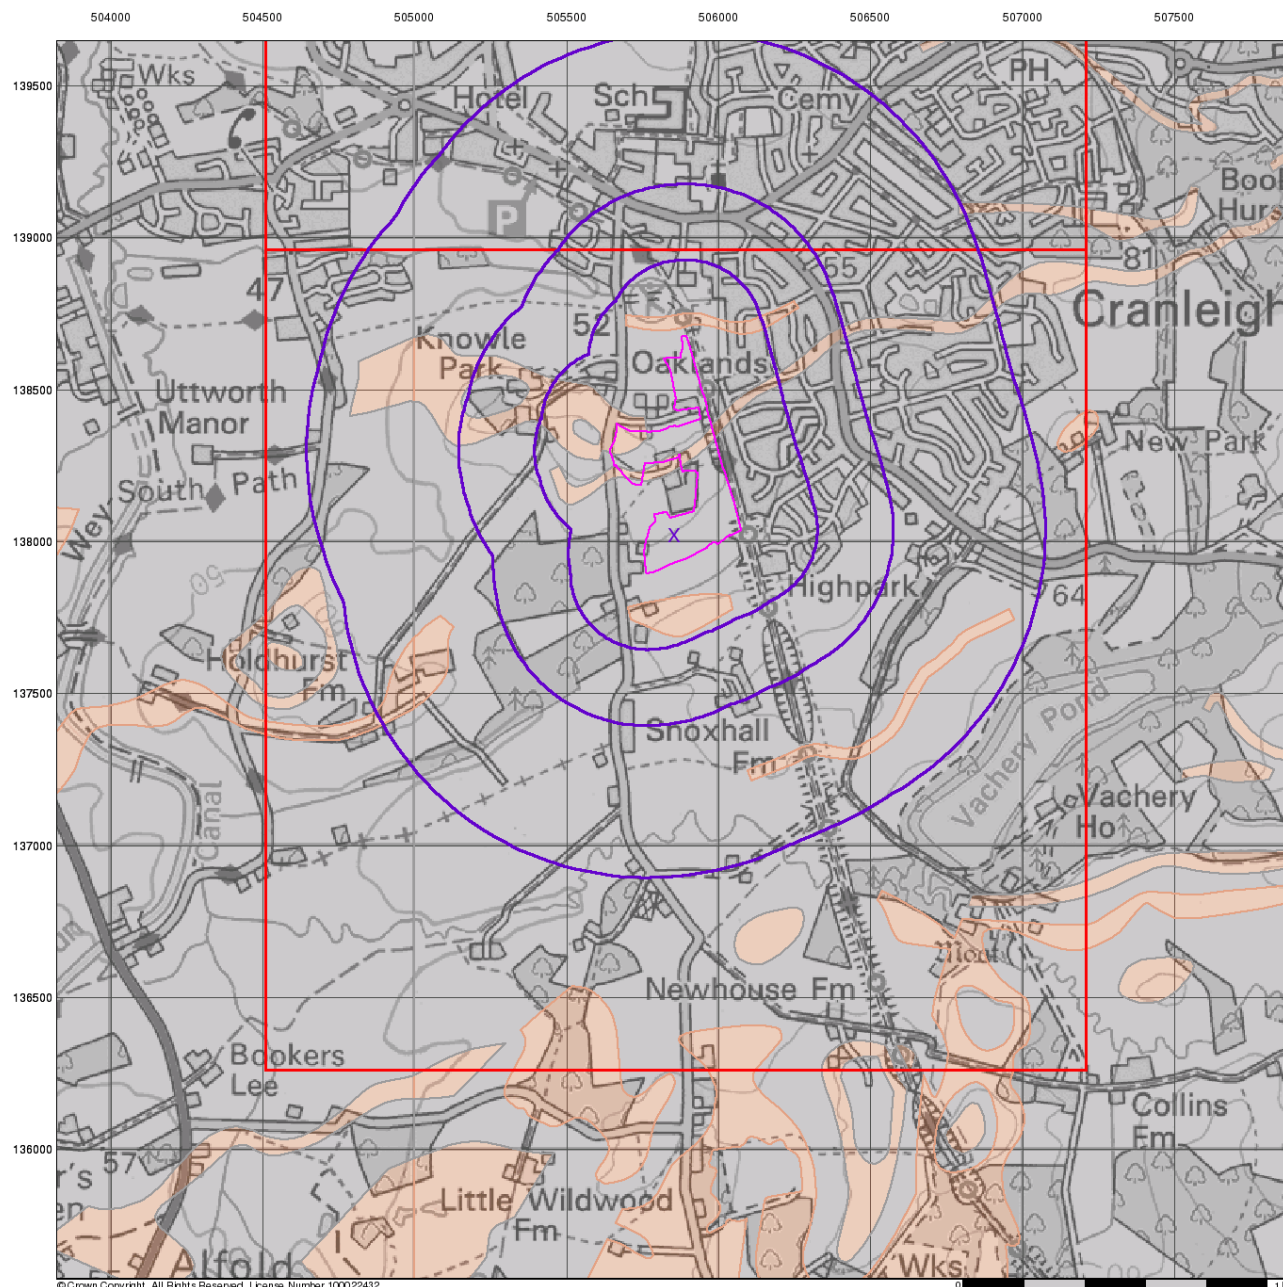 504000 504500 505000 505500 506000 506500 507000 507500
139500
139000
138500
138000
137500
137000
136500
136000
Wks
Hotel
Sch
Cemy
PH
P
47
52
55
81
Cranleigh
Knowle
Park
Oaklands
Uttworth
Manor
New Park
South Path
Wey
50
X
Highpark
64
Holdhurst
Fm
Snoxhall
Fm
Vachery Pond
Vachery
Ho
Canal
Moat
Newhouse Fm
Bookers
Lee
Collins
Fm
57
r's
en
Little Wildwood
Fm
Alfold
Wks
© Crown Copyright. All Rights Reserved. License Number 100022432
0
1